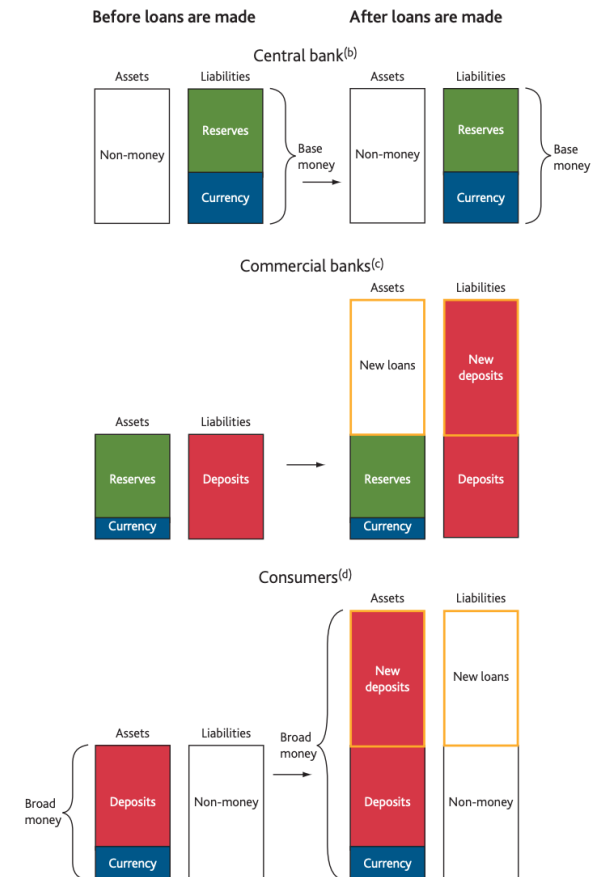 Before loans are made
After loans are made
Central bank(b)
Assets
Liabilities
Assets
Liabilities
Non-money
Reserves
Currency
Base
money
Non-money
Reserves
Currency
Base
money
Commercial banks(c)
Assets
Liabilities
New loans
New
deposits
Assets
Liabilities
Reserves
Deposits
Currency
Reserves
Deposits
Currency
Consumers(d)
Assets
Liabilities
New
deposits
New loans
Assets
Liabilities
Broad
money
Broad
money
Deposits
Non-money
Currency
Deposits
Non-money
Currency